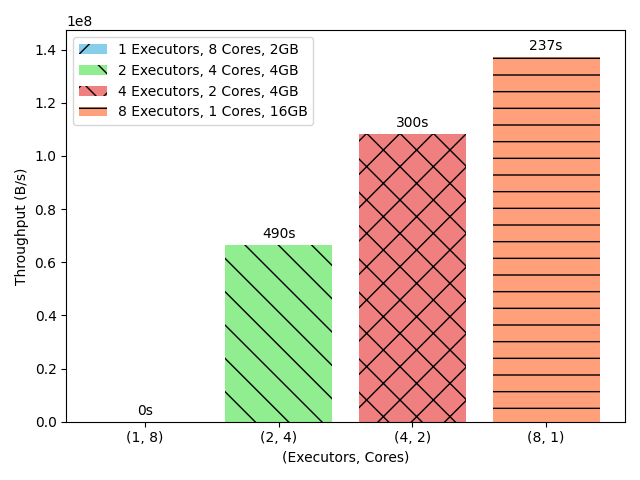 1e8
1 Executors, 8 Cores, 2GB
2 Executors, 4 Cores, 4GB
4 Executors, 2 Cores, 4GB
8 Executors, 1 Cores, 16GB
237s
300s
490s
0s
1.4
1.2
1.0
0.8
0.6
0.4
0.2
0.0
Throughput (B/s)
(1, 8)
(2, 4)
(4, 2)
(8, 1)
(Executors, Cores)